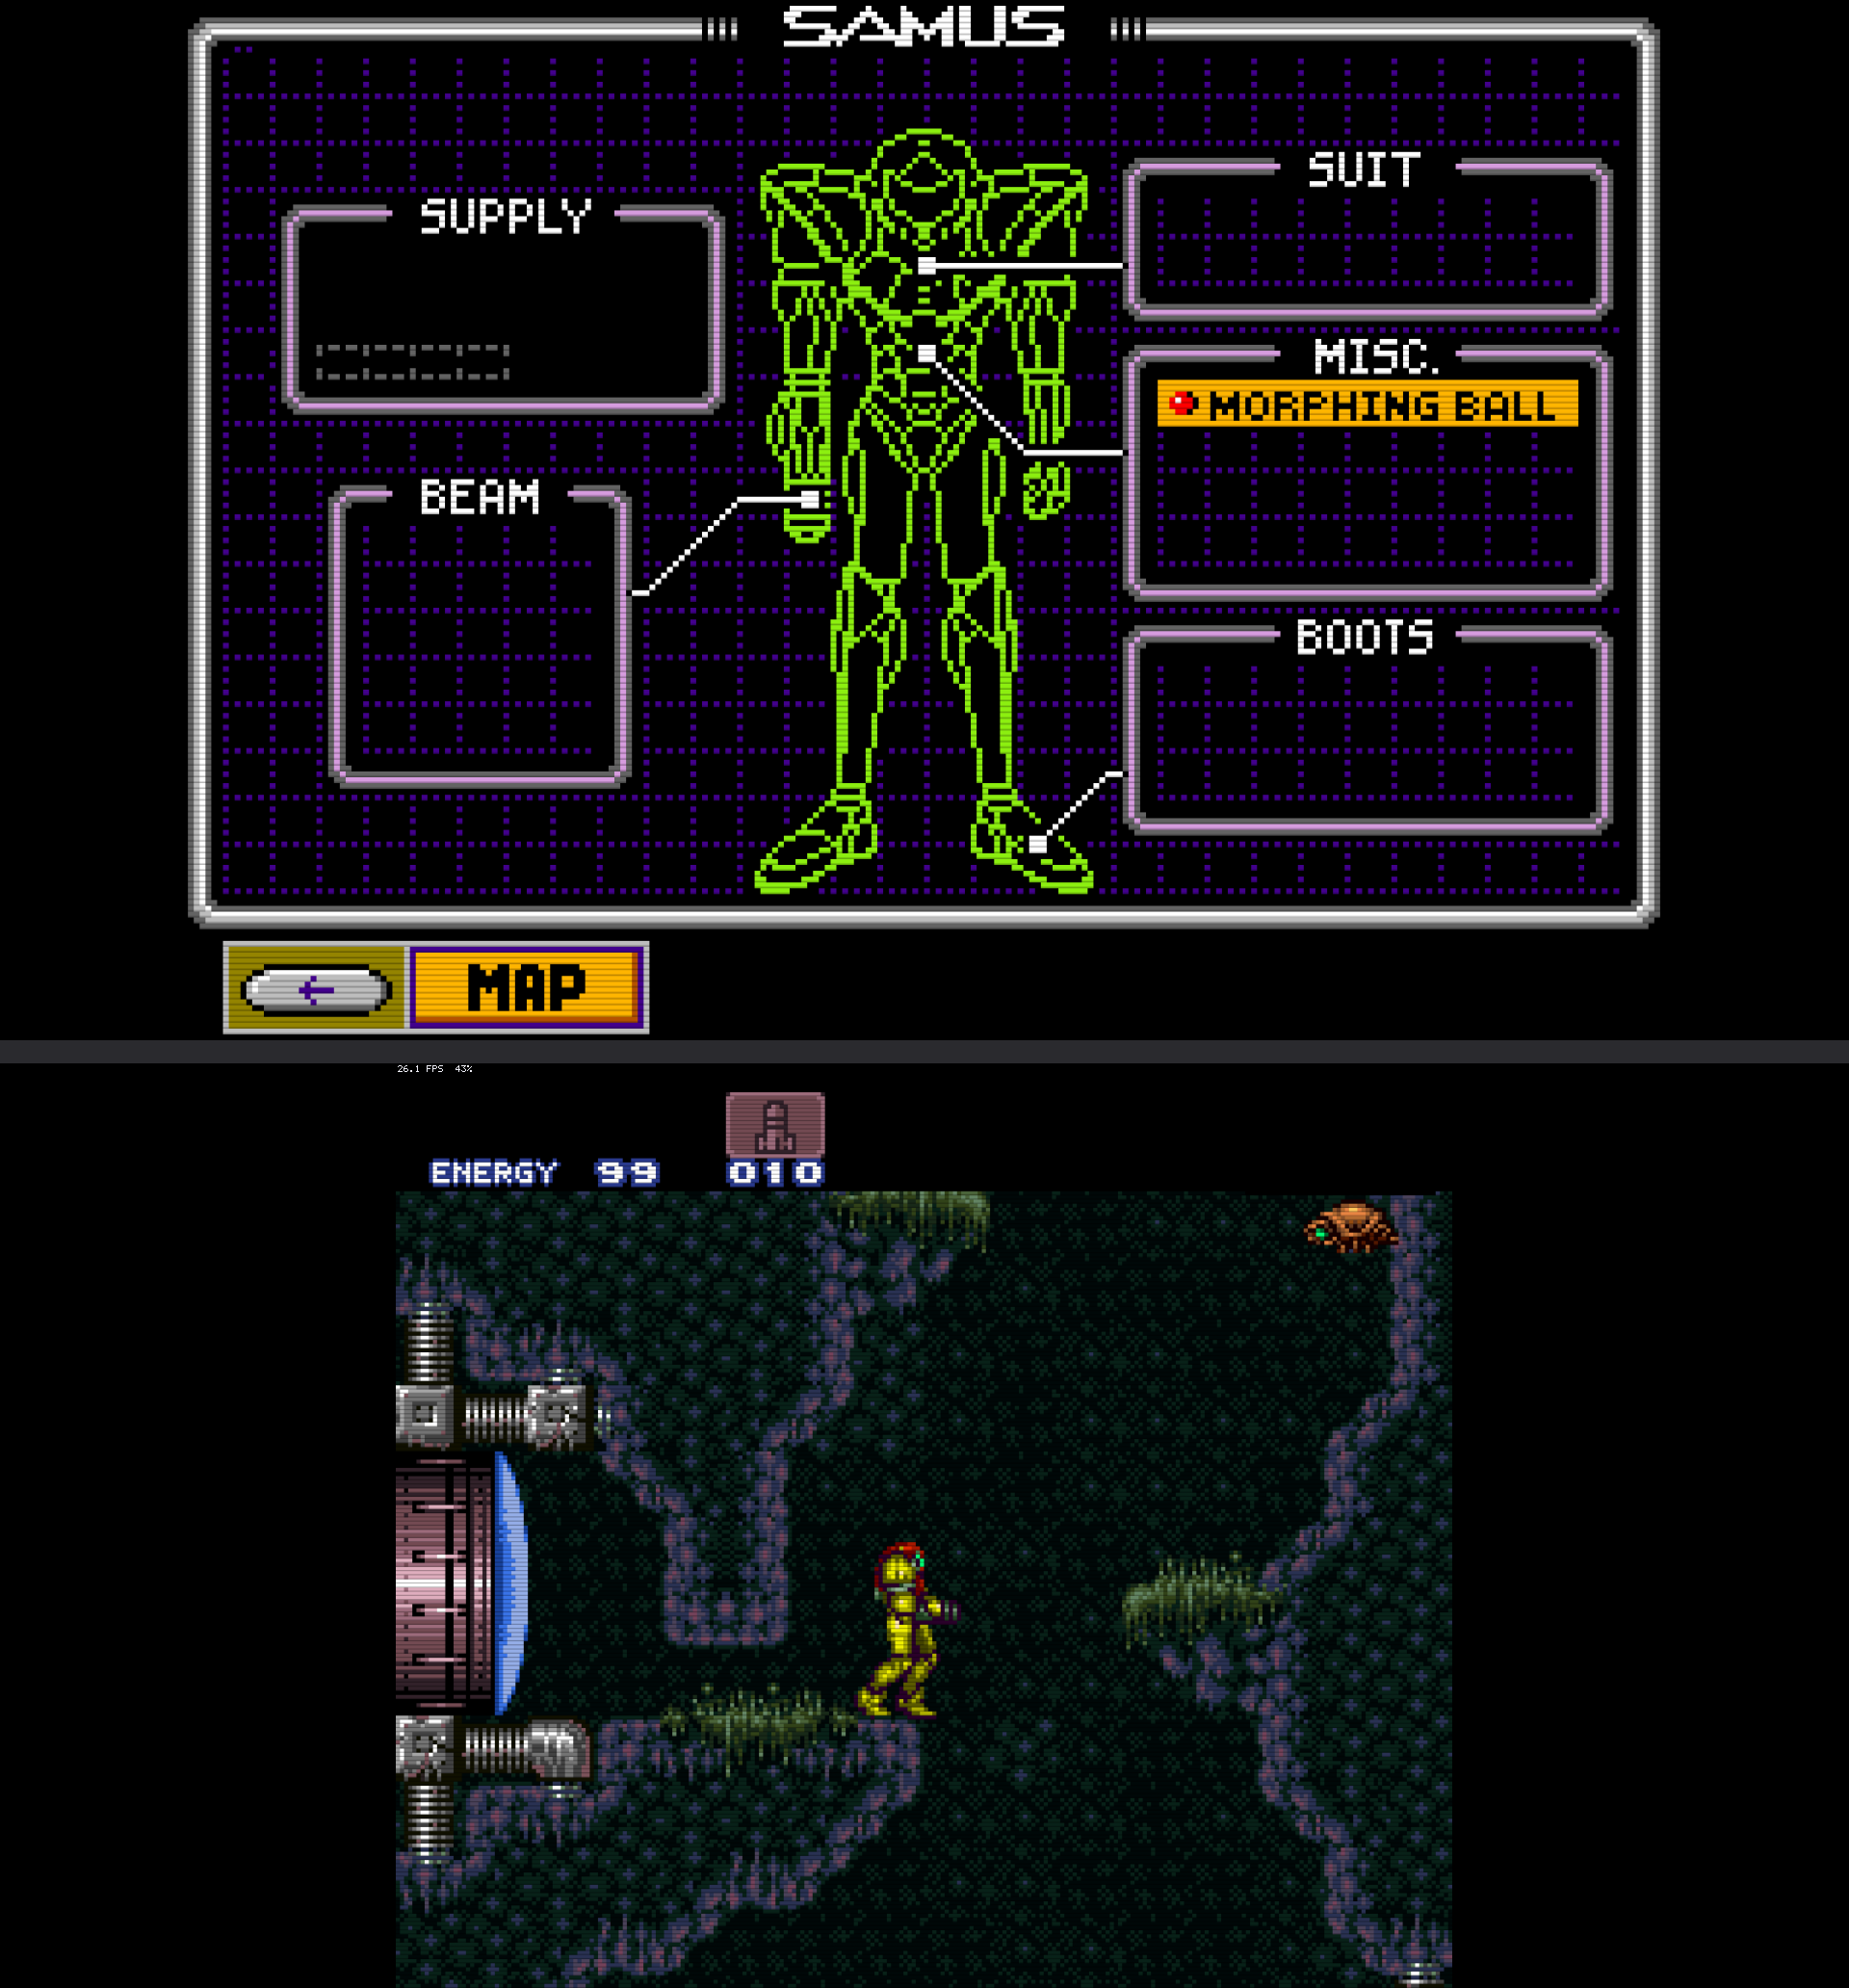 SAMUS
SUIT
SUPPLY
MISC.
MORPHING BALL
BEAM
BOOTS
MAP
26.1 FPS 43%
ENERGY 99 010